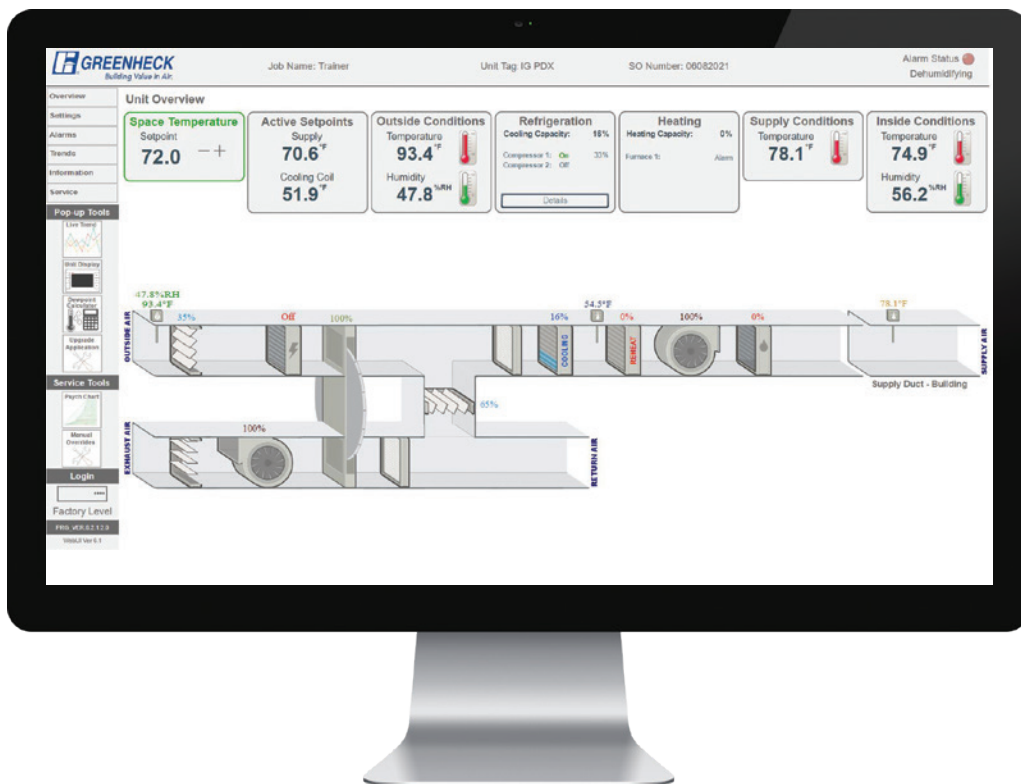 GREENHECK
Building Value in Air.
Job Name: Trainer
Unit Tag: IG PDX
SO Number: 06082021
Alarm Status
Dehumidifying
Overview
Settings
Alarms
Trends
Information
Service
Pop-up Tools
Live Trend
Unit Display
Dewpoint
Calculator
Upgrade
Application
Service Tools
Psych Chart
Manual
Overrides
Login
Factory Level
Unit Overview
Space Temperature
Setpoint
72.0 − +
Active Setpoints
Supply
70.6 °F
Cooling Coil
51.9 °F
Outside Conditions
Temperature
93.4 °F
Humidity
47.8 %RH
Refrigeration
Cooling Capacity: 16%
Compressor 1: On 33%
Compressor 2: Off
Details
Heating
Heating Capacity: 0%
Furnace 1: Alarm
Supply Conditions
Temperature
78.1 °F
Inside Conditions
Temperature
74.9 °F
Humidity
56.2 %RH
47.8%RH
93.4°F
35%
Off
100%
16%
54.5°F
0%
100%
0%
78.1°F
OUTSIDE AIR
COOLING
REHEAT
SUPPLY AIR
Supply Duct - Building
65%
100%
EXHAUST AIR
RETURN AIR